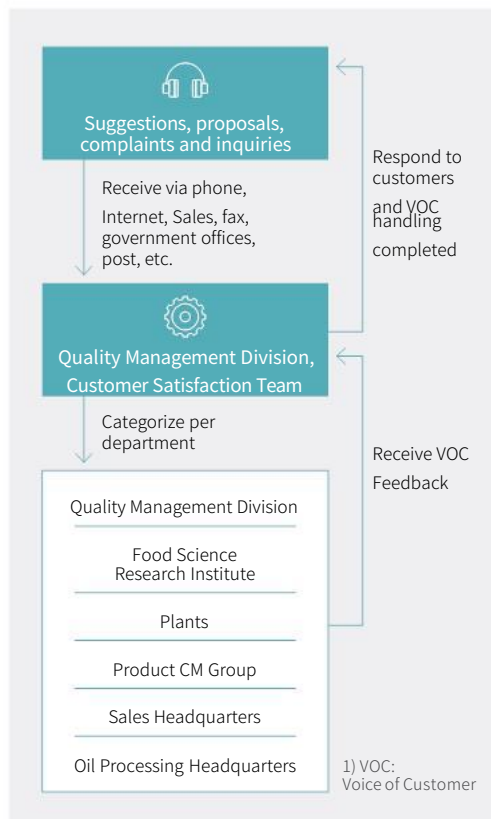 Suggestions, proposals,
complaints and inquiries
Receive via phone,
Internet, Sales, fax,
government offices,
post, etc.
Respond to
customers
and VOC
handling
completed
Quality Management Division,
Customer Satisfaction Team
Categorize per
department
Receive VOC
Feedback
Quality Management Division
Food Science
Research Institute
Plants
Product CM Group
Sales Headquarters
Oil Processing Headquarters
1) VOC:
Voice of Customer